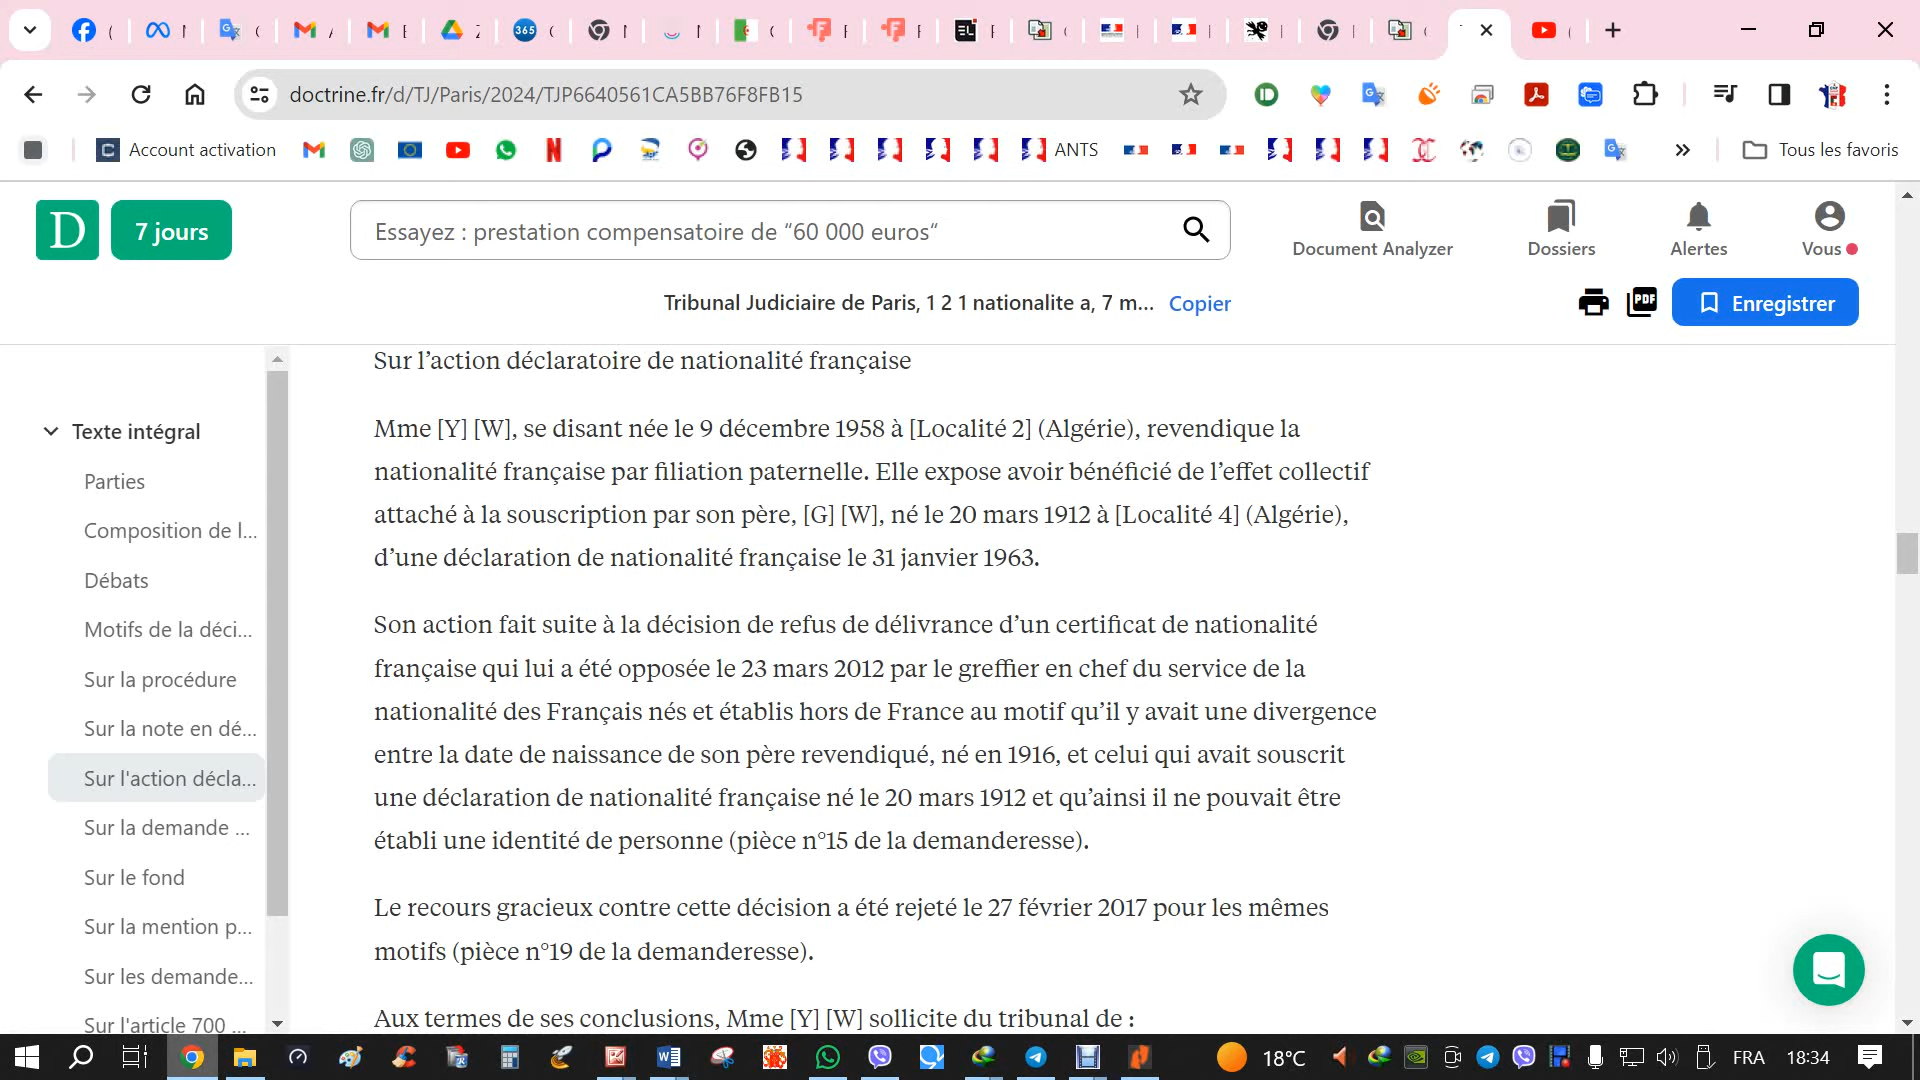 doctrine.fr/d/TJ/Paris/2024/TJP6640561CA5BB76F8FB15
Account activation
ANTS
Tous les favoris
D
7 jours
Essayez : prestation compensatoire de “60 000 euros“
Document Analyzer
Dossiers
Alertes
Vous
Tribunal Judiciaire de Paris, 1 2 1 nationalite a, 7 m...
Copier
PDF
Enregistrer
Texte intégral
Parties
Composition de l...
Débats
Motifs de la déci...
Sur la procédure
Sur la note en dé...
Sur l'action décla...
Sur la demande ...
Sur le fond
Sur la mention p...
Sur les demande...
Sur l'article 700 ...
Sur l’action déclaratoire de nationalité française
Mme [Y] [W], se disant née le 9 décembre 1958 à [Localité 2] (Algérie), revendique la
nationalité française par filiation paternelle. Elle expose avoir bénéficié de l’effet collectif
attaché à la souscription par son père, [G] [W], né le 20 mars 1912 à [Localité 4] (Algérie),
d’une déclaration de nationalité française le 31 janvier 1963.
Son action fait suite à la décision de refus de délivrance d’un certificat de nationalité
française qui lui a été opposée le 23 mars 2012 par le greffier en chef du service de la
nationalité des Français nés et établis hors de France au motif qu’il y avait une divergence
entre la date de naissance de son père revendiqué, né en 1916, et celui qui avait souscrit
une déclaration de nationalité française né le 20 mars 1912 et qu’ainsi il ne pouvait être
établi une identité de personne (pièce n°15 de la demanderesse).
Le recours gracieux contre cette décision a été rejeté le 27 février 2017 pour les mêmes
motifs (pièce n°19 de la demanderesse).
Aux termes de ses conclusions, Mme [Y] [W] sollicite du tribunal de :
18°C
FRA
18:34